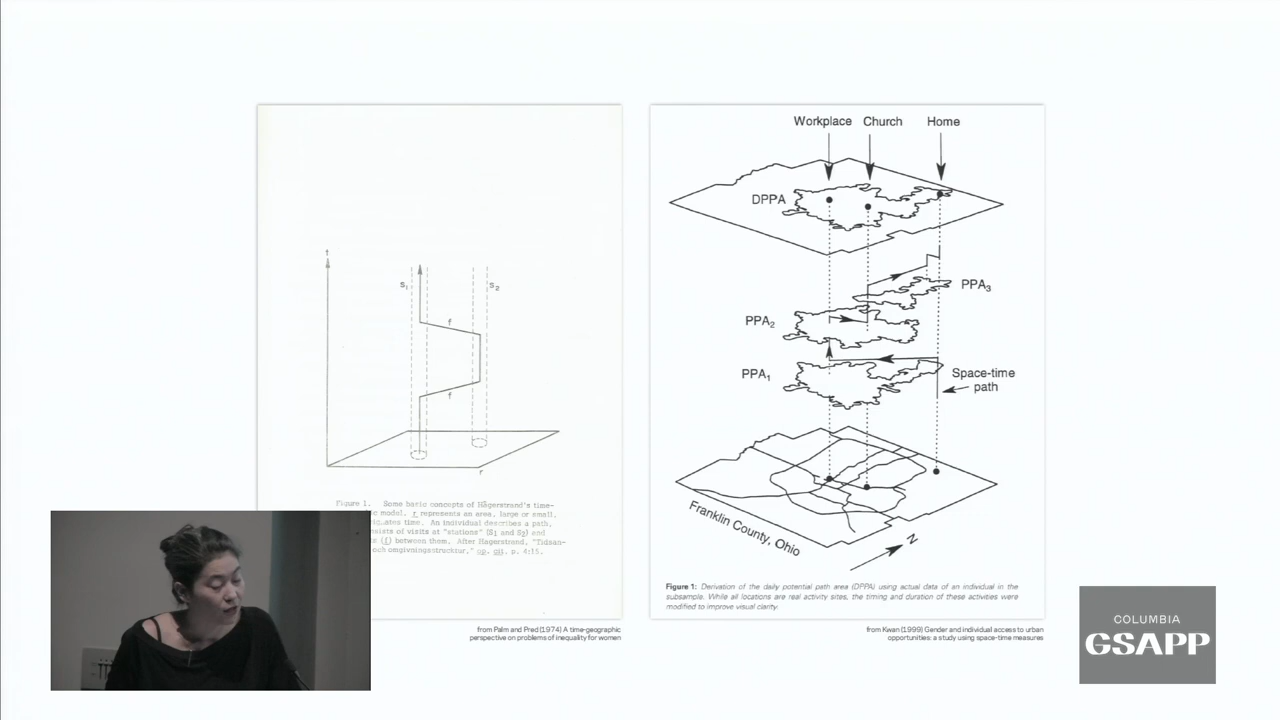 t
S1
S2
f
f
r
Figure 1. Some basic concepts of Hägerstrand's time-
model. r represents an area, large or small,
time. An individual describes a path,
of visits at "stations" (S1 and S2) and
(f) between them. After Hagerstrand, "Tidsan-
och omgivningsstruktur," op. cit. p. 4:15.
from Palm and Pred (1974) A time-geographic
perspective on problems of inequality for women
Workplace Church Home
DPPA
PPA3
PPA2
PPA1
Space-time
path
Franklin County, Ohio
N
Figure 1: Derivation of the daily potential path area (DPPA) using actual data of an individual in the
subsample. While all locations are real activity sites, the timing and duration of these activities were
modified to improve visual clarity.
from Kwan (1999) Gender and individual access to urban
opportunities: a study using space-time measures
COLUMBIA
GSAPP